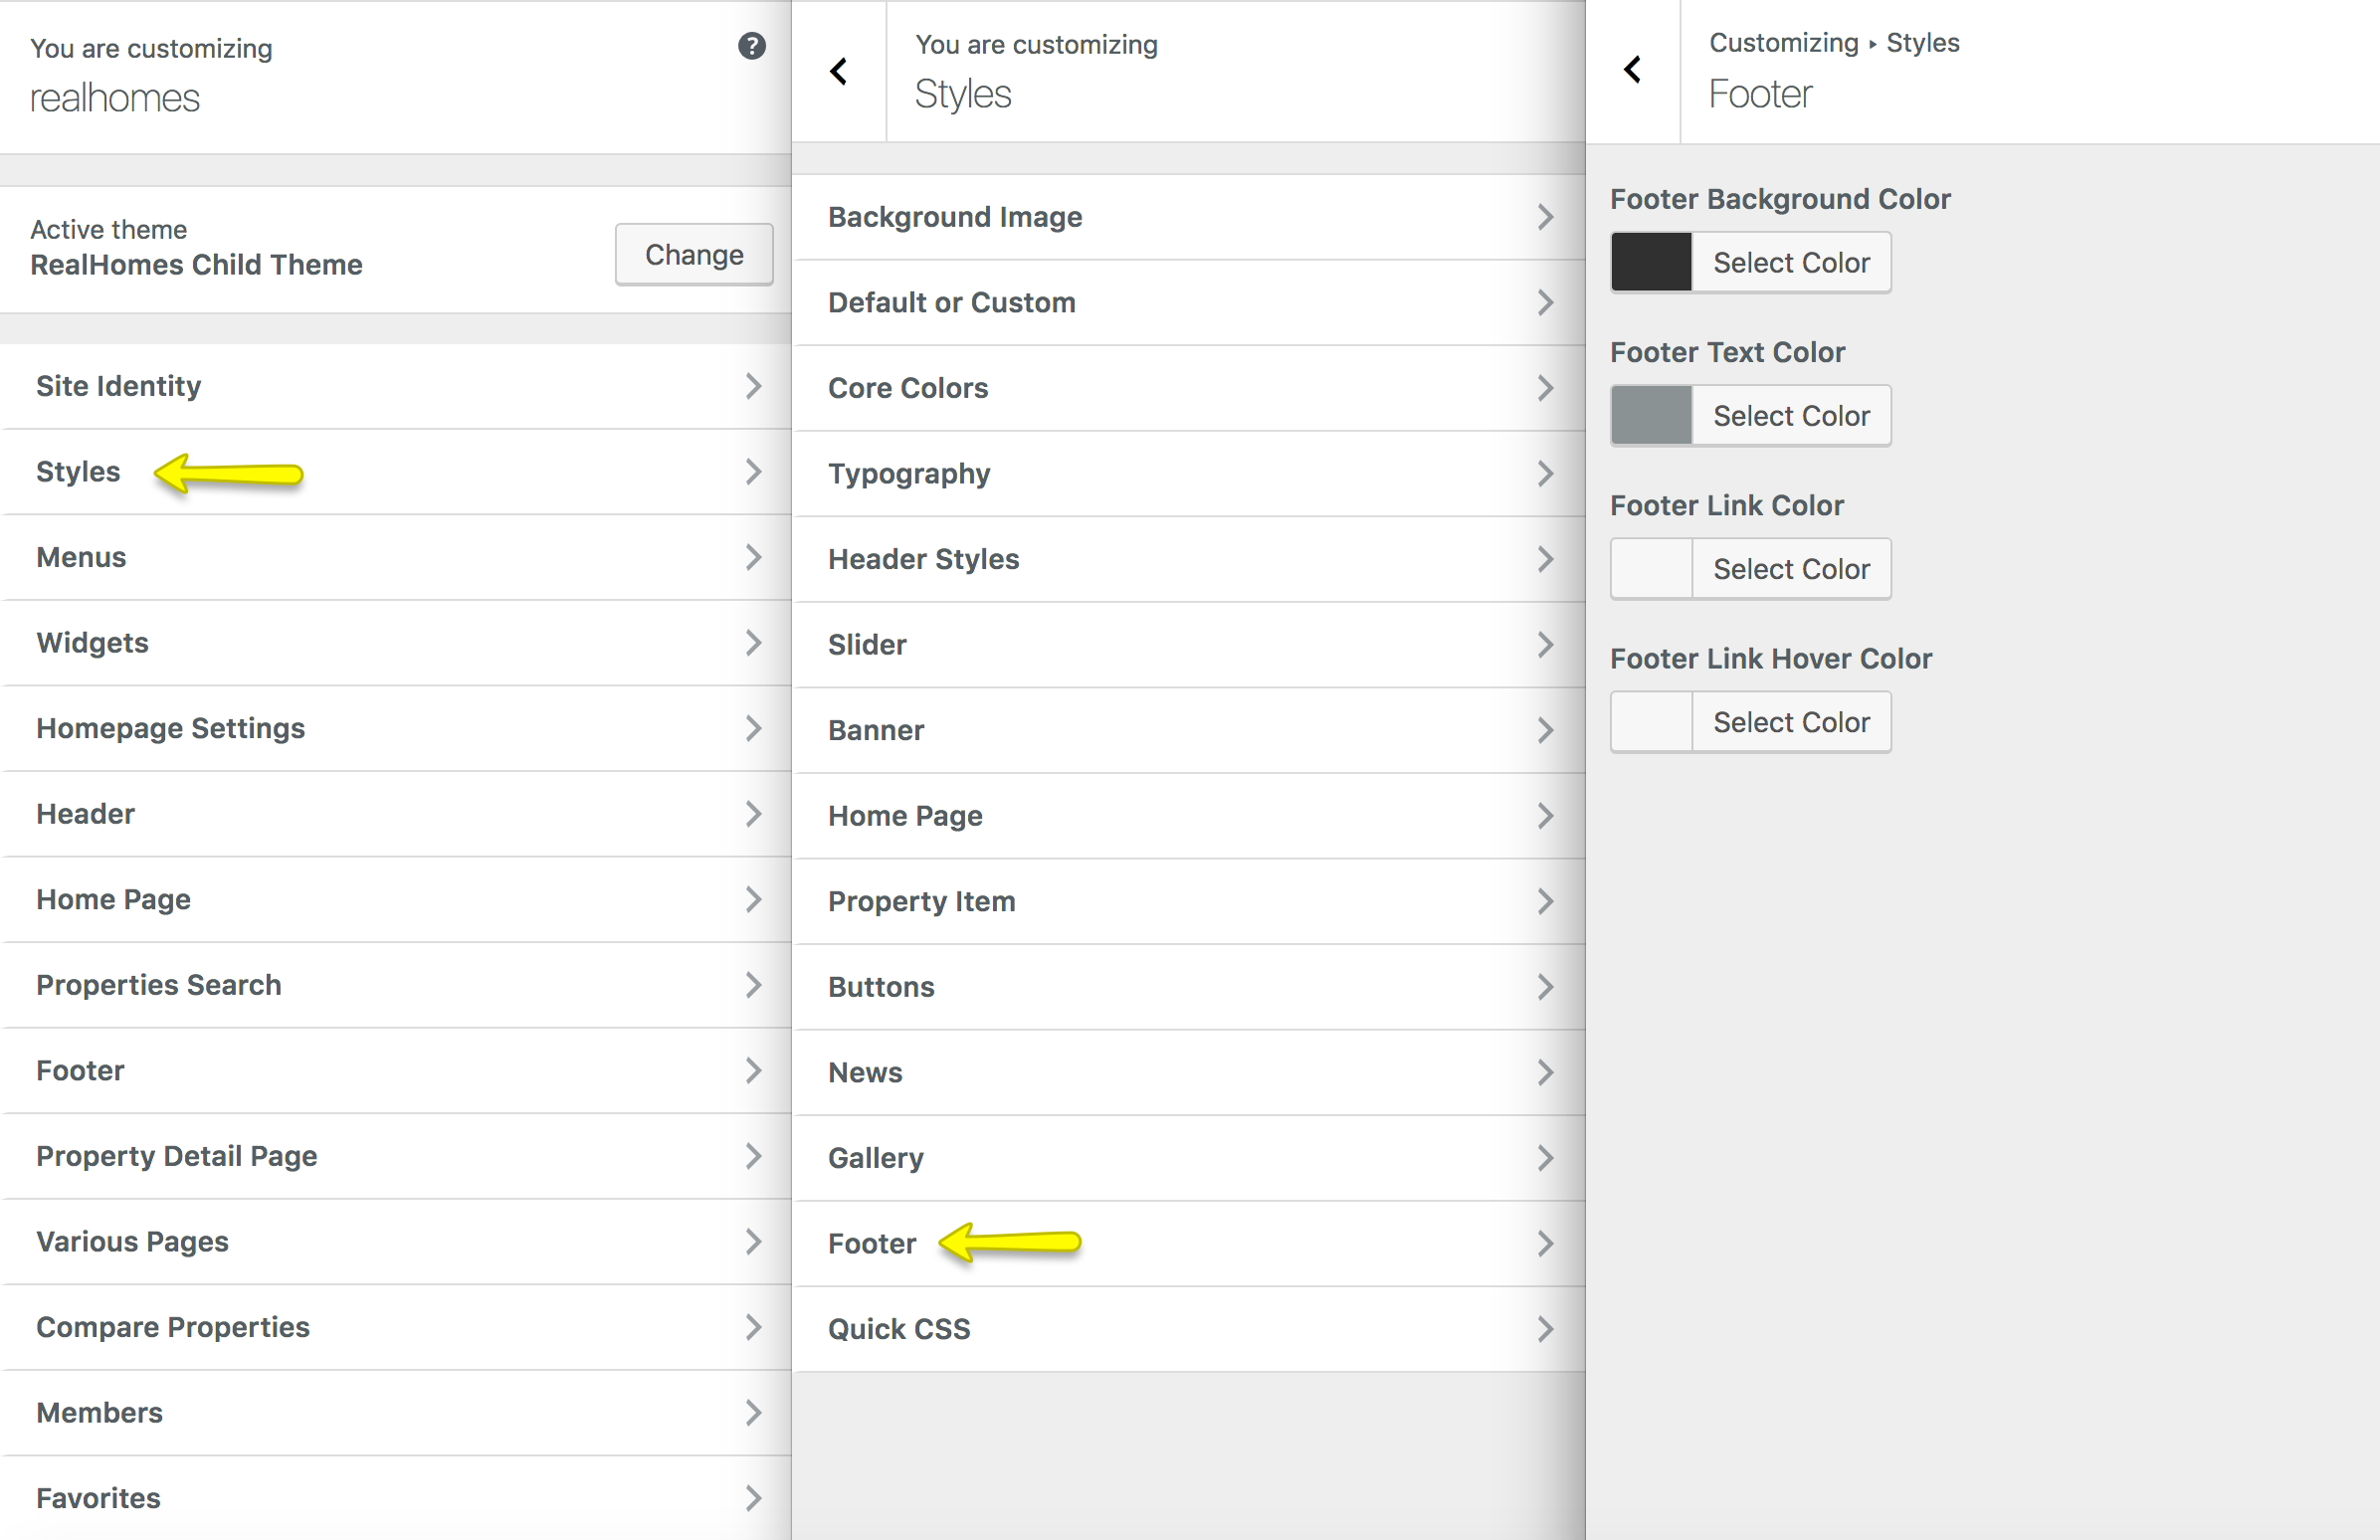 You are customizing
realhomes
?
Active theme
RealHomes Child Theme
Change
Site Identity
Styles
Menus
Widgets
Homepage Settings
Header
Home Page
Properties Search
Footer
Property Detail Page
Various Pages
Compare Properties
Members
Favorites
You are customizing
Styles
Background Image
Default or Custom
Core Colors
Typography
Header Styles
Slider
Banner
Home Page
Property Item
Buttons
News
Gallery
Footer
Quick CSS
Customizing ▸ Styles
Footer
Footer Background Color
Select Color
Footer Text Color
Select Color
Footer Link Color
Select Color
Footer Link Hover Color
Select Color